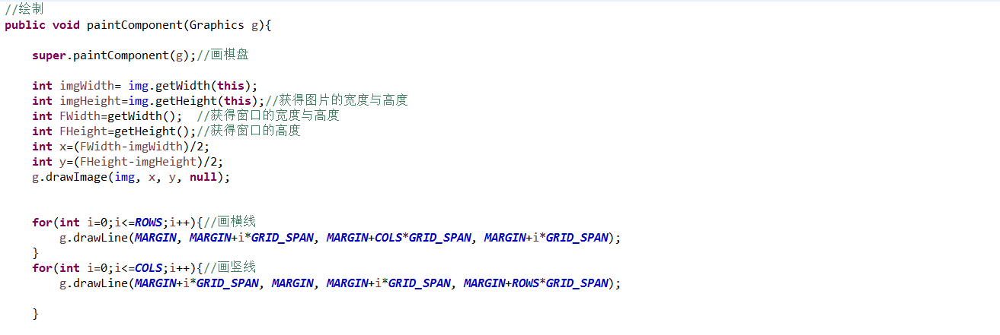 //绘制
public void paintComponent(Graphics g){
super.paintComponent(g);//画棋盘
int imgWidth= img.getWidth(this);
int imgHeight=img.getHeight(this);//获得图片的宽度与高度
int FWidth=getWidth();  //获得窗口的宽度与高度
int FHeight=getHeight();//获得窗口的高度
int x=(FWidth-imgWidth)/2;
int y=(FHeight-imgHeight)/2;
g.drawImage(img, x, y, null);
for(int i=0;i<=ROWS;i++){//画横线
g.drawLine(MARGIN, MARGIN+i*GRID_SPAN, MARGIN+COLS*GRID_SPAN, MARGIN+i*GRID_SPAN);
}
for(int i=0;i<=COLS;i++){//画竖线
g.drawLine(MARGIN+i*GRID_SPAN, MARGIN, MARGIN+i*GRID_SPAN, MARGIN+ROWS*GRID_SPAN);
}